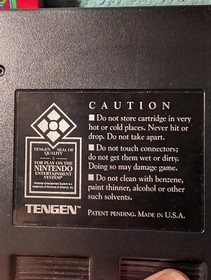 CAUTION
■ Do not store cartridge in very
hot or cold places. Never hit or
drop. Do not take apart.
■ Do not touch connectors;
do not get them wet or dirty.
Doing so may damage game.
■ Do not clean with benzene,
paint thinner, alcohol or other
such solvents.
PATENT PENDING. MADE IN U.S.A.
TENGEN SEAL OF
QUALITY
FOR PLAY ON THE
NINTENDO
ENTERTAINMENT
SYSTEM®
TENGEN